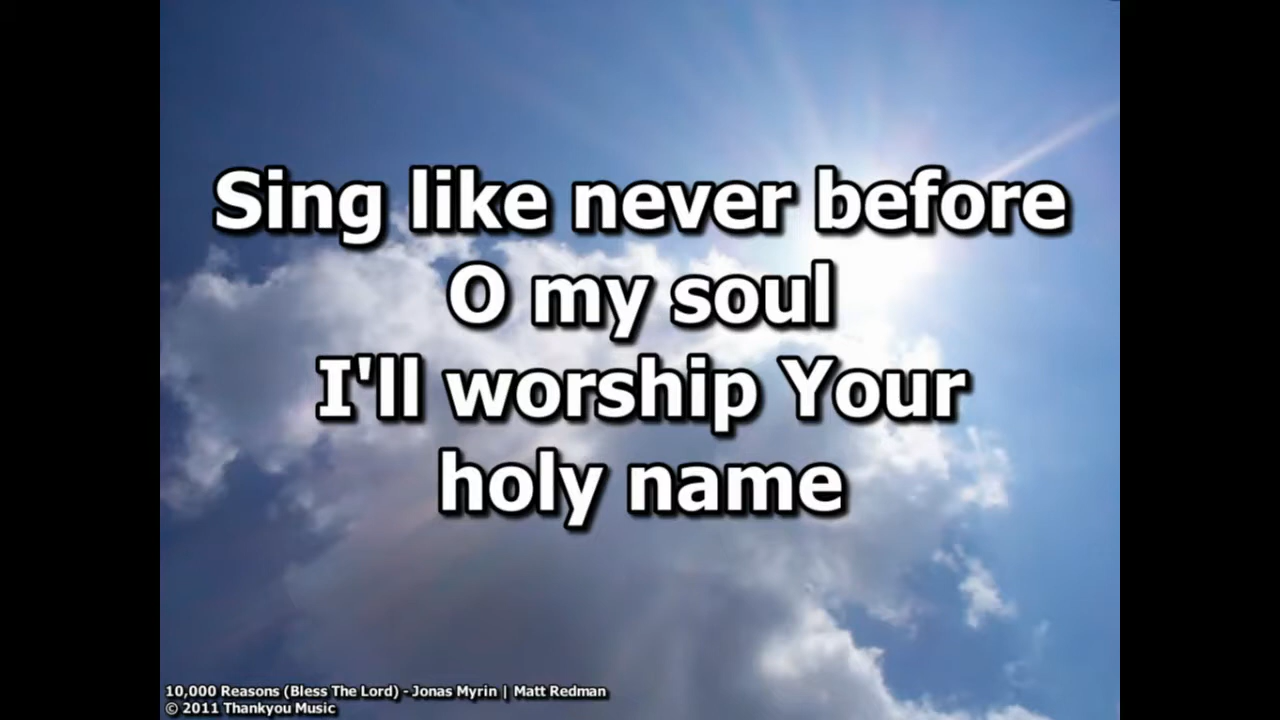 Sing like never before
O my soul
I'll worship Your
holy name
10,000 Reasons (Bless The Lord) - Jonas Myrin | Matt Redman
© 2011 Thankyou Music